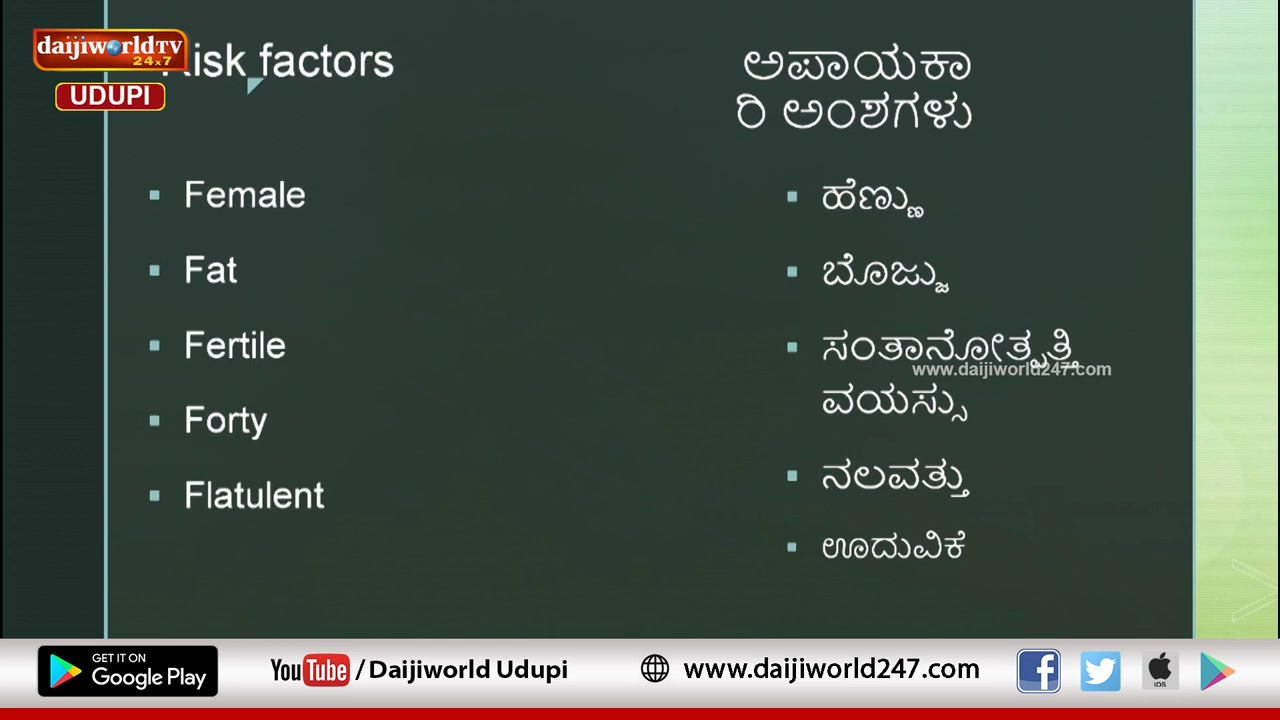 daijiworldTV
24x7
UDUPI
Risk factors
Female
Fat
Fertile
Forty
Flatulent
ಅಪಾಯಕಾ
ರಿ ಅಂಶಗಳು
ಹೆಣ್ಣು
ಬೊಜ್ಜು
ಸಂತಾನೋತ್ಪತ್ತಿ
ವಯಸ್ಸು
ನಲವತ್ತು
ಊದುವಿಕೆ
www.daijiworld247.com
GET IT ON
Google Play
YouTube / Daijiworld Udupi
www.daijiworld247.com
iOS